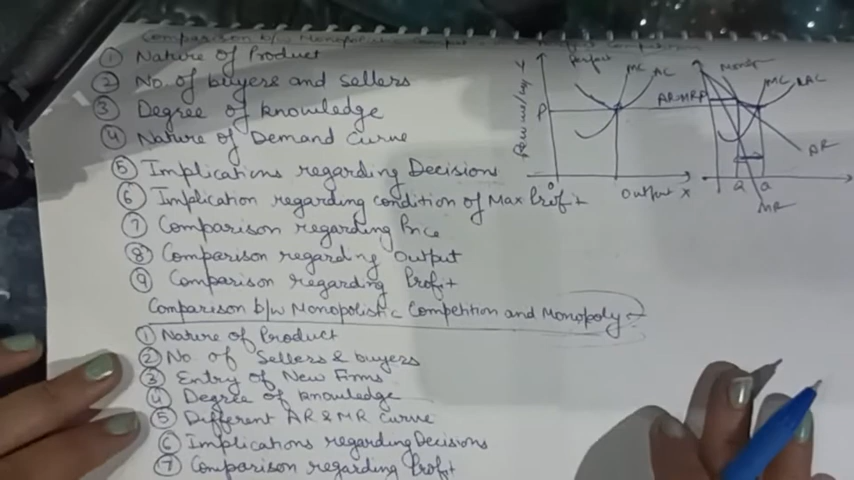 Comparison b/w Monopolistic
① Nature of Product
② No. of buyers and sellers
③ Degree of knowledge
④ Nature of Demand Curve
⑤ Implications regarding Decisions
⑥ Implication regarding condition of Max Profit
⑦ Comparison regarding Price
⑧ Comparison regarding Output
⑨ Comparison regarding Profit
Comparison b/w Monopolistic Competition and Monopoly
① Nature of Product
② No. of Sellers & buyers
③ Entry of New Firms
④ Degree of knowledge
⑤ Different AR & MR Curve
⑥ Implications regarding Decisions
⑦ Comparison regarding Profit
Y
Perfect
MC
AC
P
AR=MR=P
O
Output X
MC
LAC
AR
Q
Q
MR